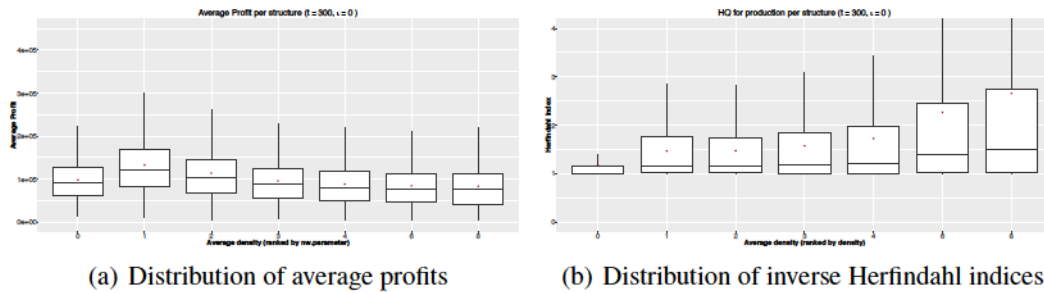 Average Profit per structure (t = 300, ι = 0 )
Average Profit
4e+05
3e+05
2e+05
1e+05
0e+00
0 1 2 3 4 6 8
Average density (ranked by nw.parameter)
(a) Distribution of average profits
HQ for production per structure (t = 300, ι = 0 )
Herfindahl Index
4
3
2
1
0
0 1 2 3 4 6 8
Average density (ranked by density)
(b) Distribution of inverse Herfindahl indices